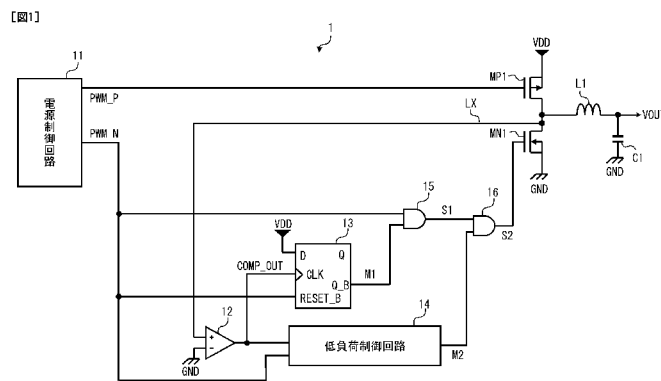 [図1]
1
11
電源制御回路
PWM_P
PWM_N
VDD
MP1
LX
L1
VOU
MN1
C1
GND
GND
15
S1
16
S2
VDD
13
D
Q
COMP_OUT
CLK
Q_B
M1
RESET_B
12
GND
14
低負荷制御回路
M2